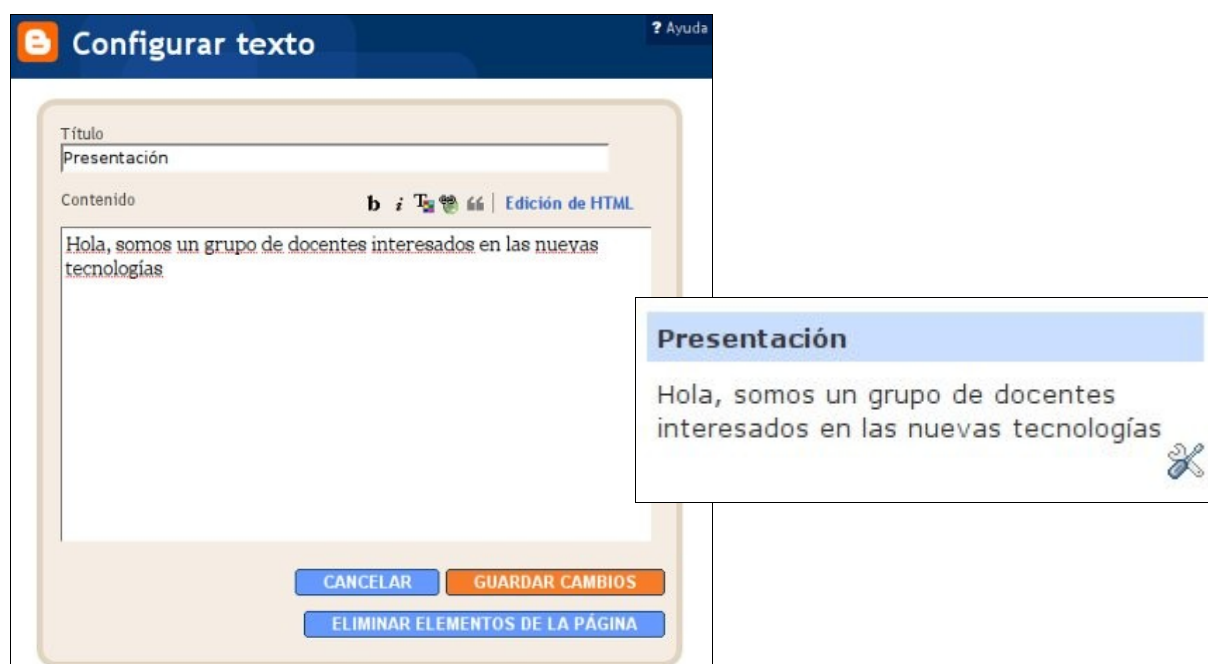 Configurar texto
? Ayuda
Título
Presentación
Contenido
b i T “ | Edición de HTML
Hola, somos un grupo de docentes interesados en las nuevas
tecnologías
CANCELAR
GUARDAR CAMBIOS
ELIMINAR ELEMENTOS DE LA PÁGINA
Presentación
Hola, somos un grupo de docentes
interesados en las nuevas tecnologías